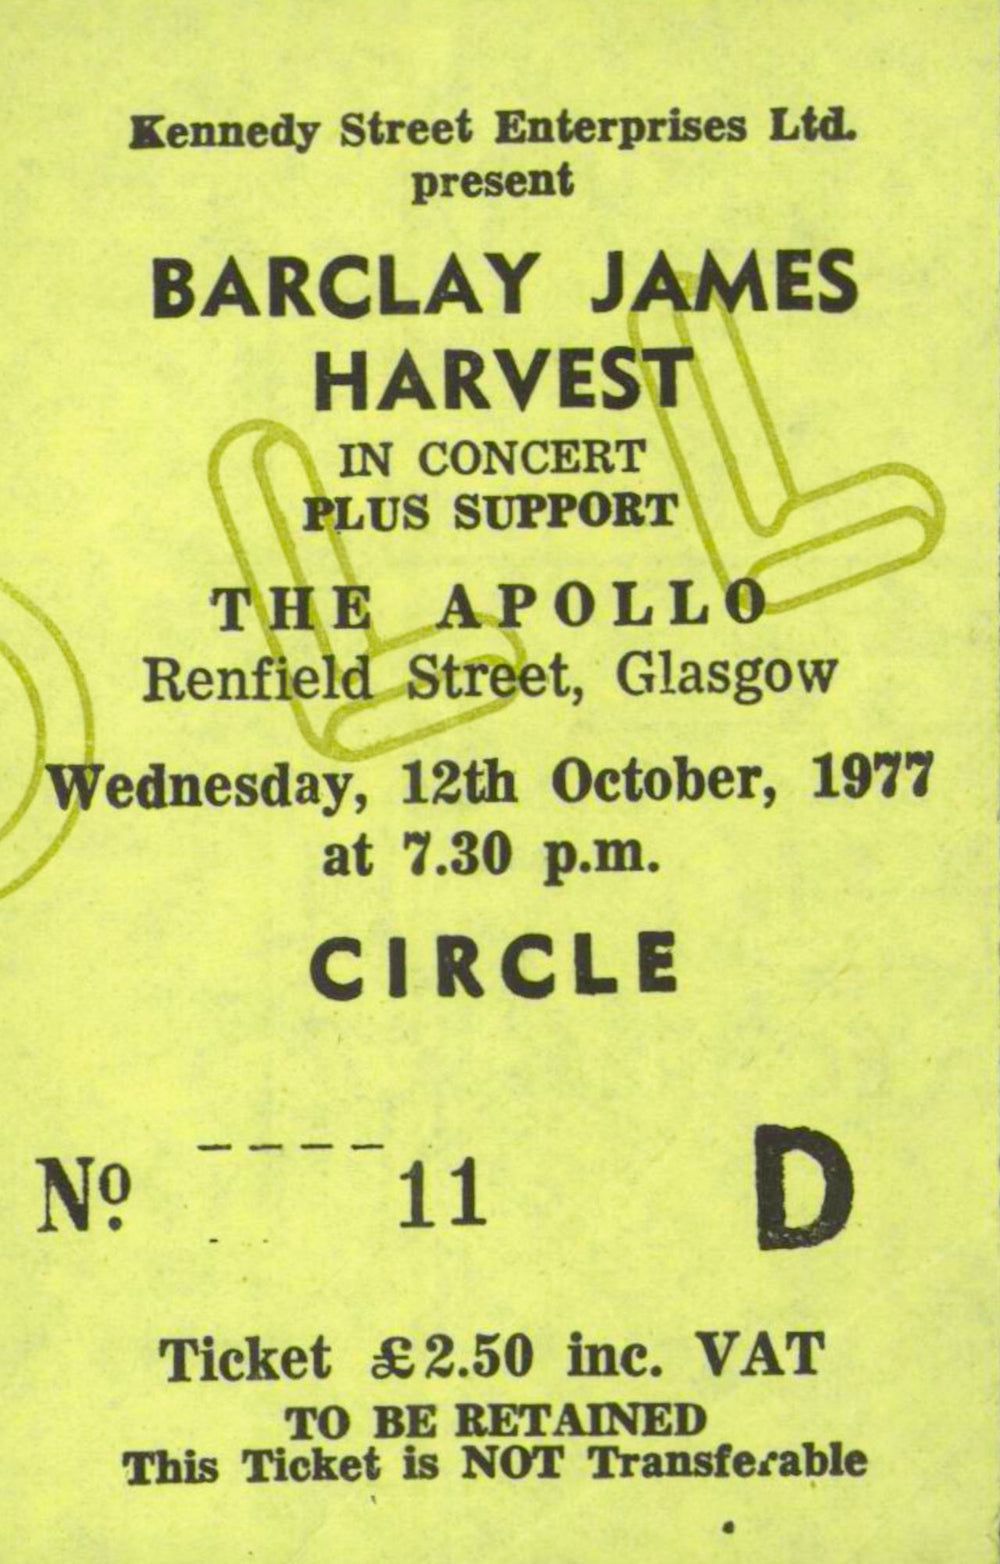 Kennedy Street Enterprises Ltd.
present
BARCLAY JAMES
HARVEST
IN CONCERT
PLUS SUPPORT
THE APOLLO
Renfield Street, Glasgow
Wednesday, 12th October, 1977
at 7.30 p.m.
CIRCLE
Nº 11 D
Ticket £2.50 inc. VAT
TO BE RETAINED
This Ticket is NOT Transferable
OLL